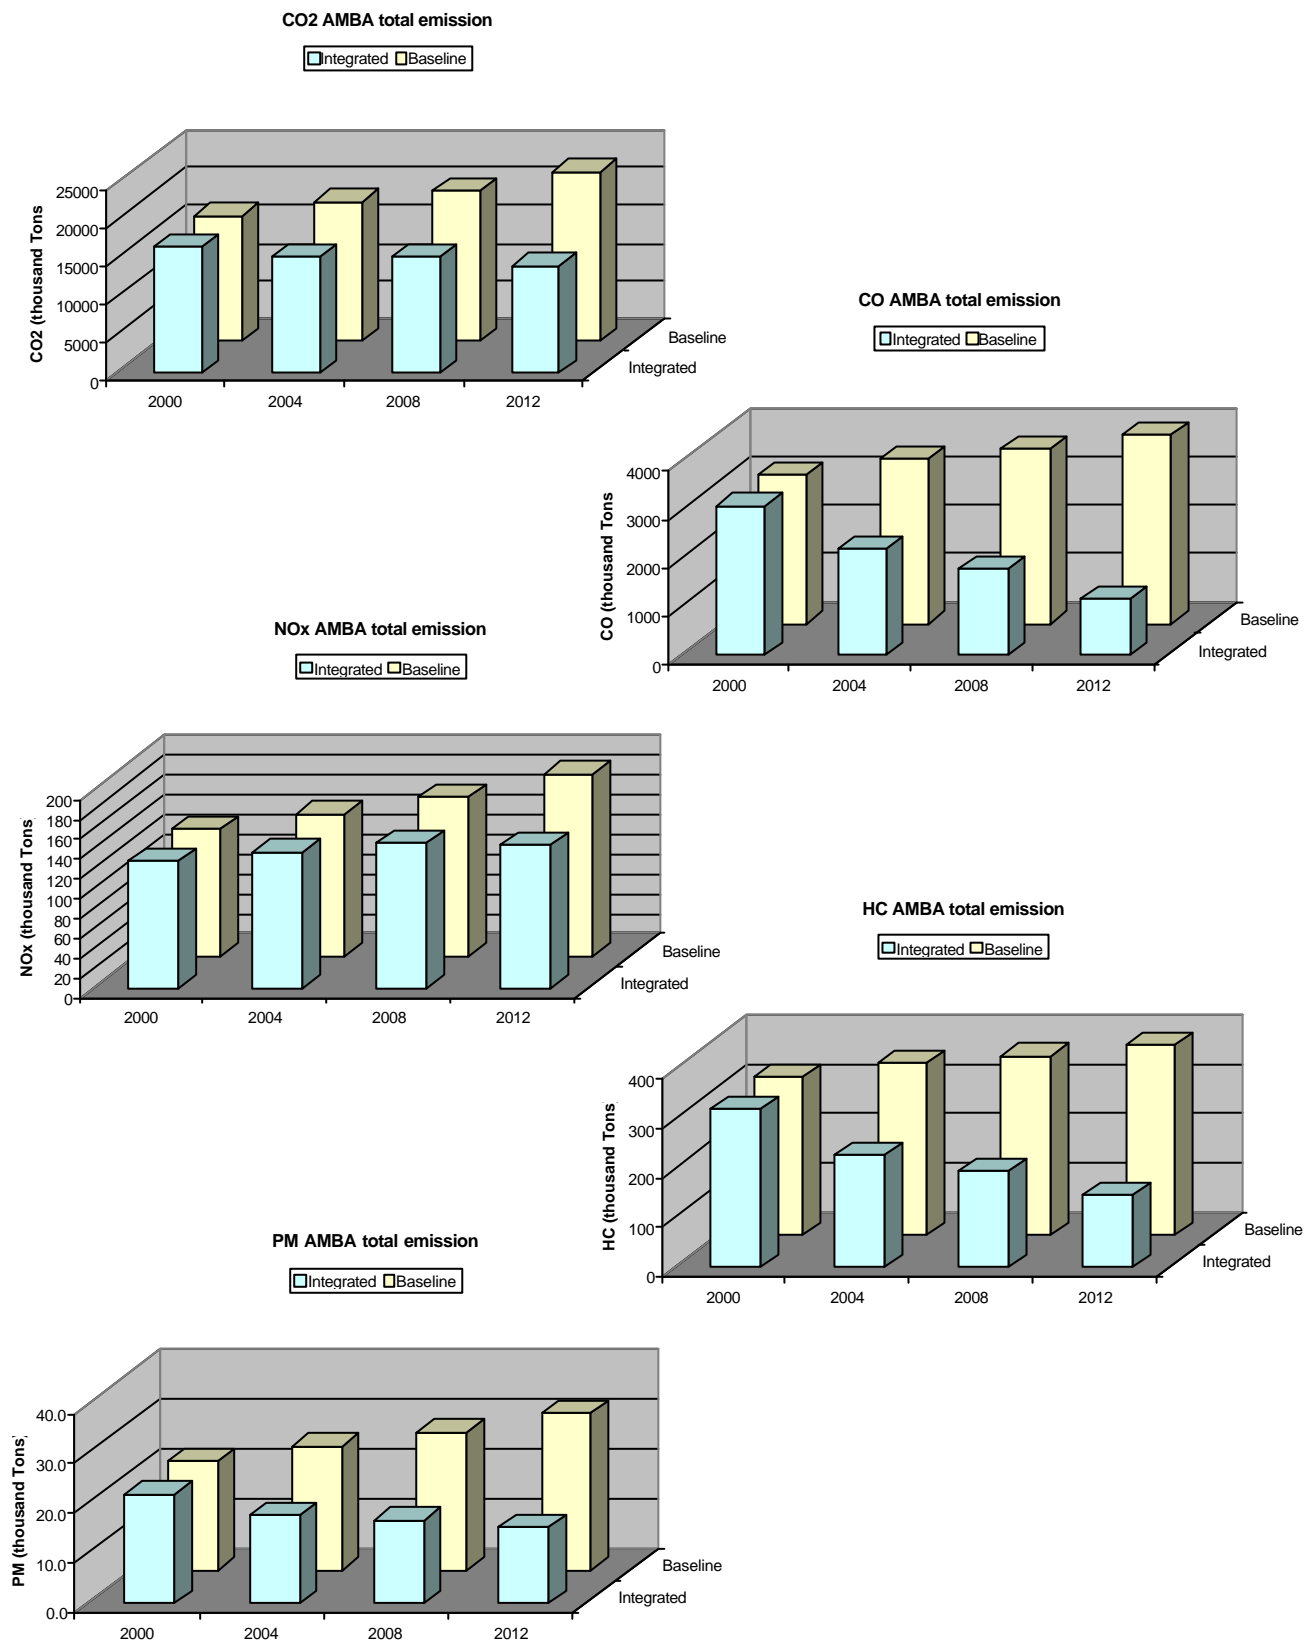 CO2 AMBA total emission
Integrated Baseline
25000
20000
15000
10000
5000
0
CO2 (thousand Tons
2000 2004 2008 2012
Baseline
Integrated
CO AMBA total emission
Integrated Baseline
4000
3000
2000
1000
0
CO (thousand Tons
2000 2004 2008 2012
Baseline
Integrated
NOx AMBA total emission
Integrated Baseline
200
180
160
140
120
100
80
60
40
20
0
NOx (thousand Tons)
2000 2004 2008 2012
Baseline
Integrated
HC AMBA total emission
Integrated Baseline
400
300
200
100
0
HC (thousand Tons)
2000 2004 2008 2012
Baseline
Integrated
PM AMBA total emission
Integrated Baseline
40.0
30.0
20.0
10.0
0.0
PM (thousand Tons)
2000 2004 2008 2012
Baseline
Integrated